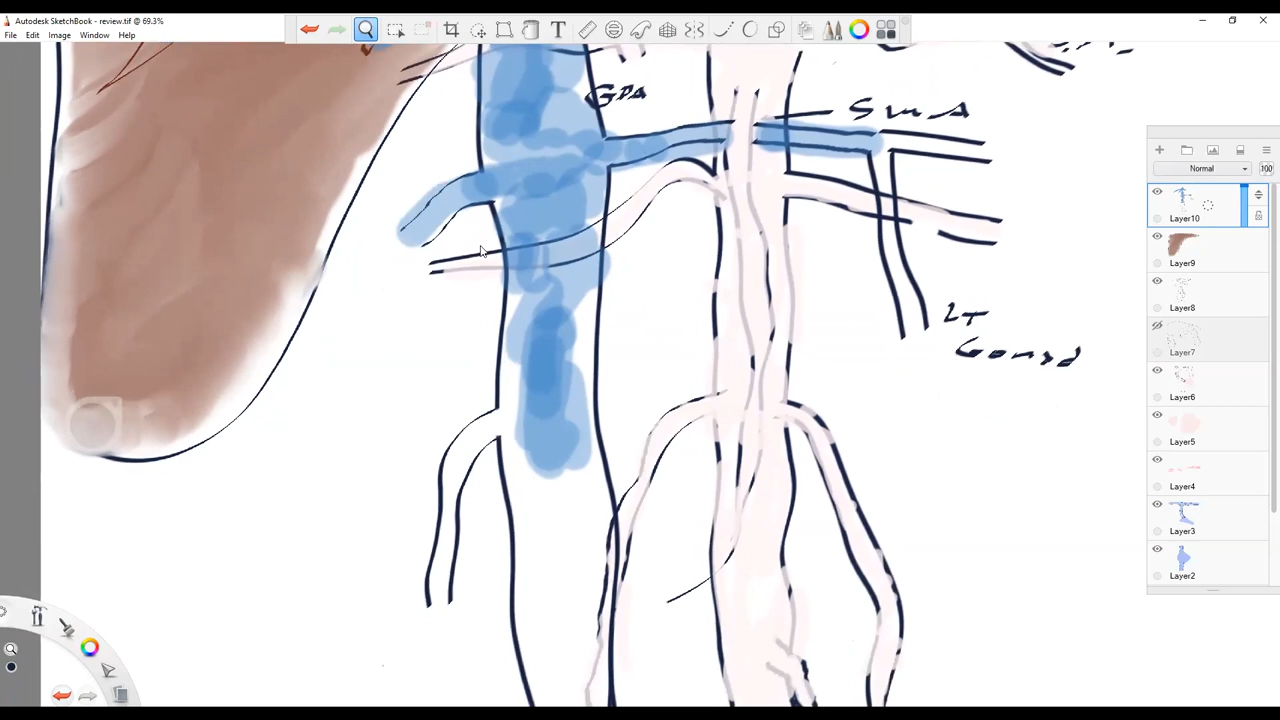 Autodesk SketchBook - review.tif @ 69.3%
File Edit Image Window Help
GDA
SMA
LT
Gonad
Normal
100
Layer10
Layer9
Layer8
Layer7
Layer6
Layer5
Layer4
Layer3
Layer2